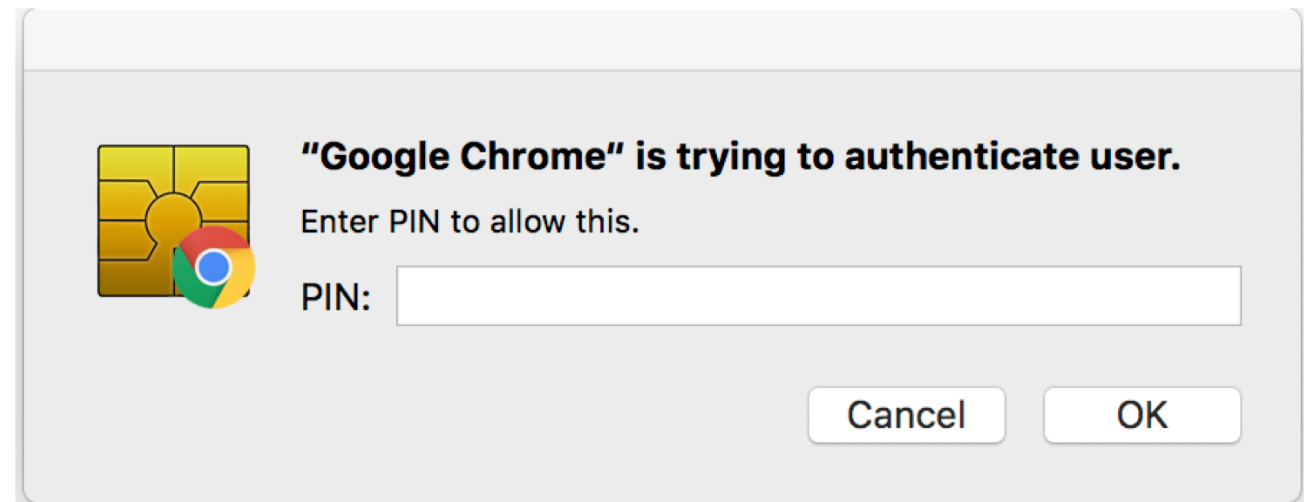 “Google Chrome“ is trying to authenticate user.
Enter PIN to allow this.
PIN:
Cancel OK